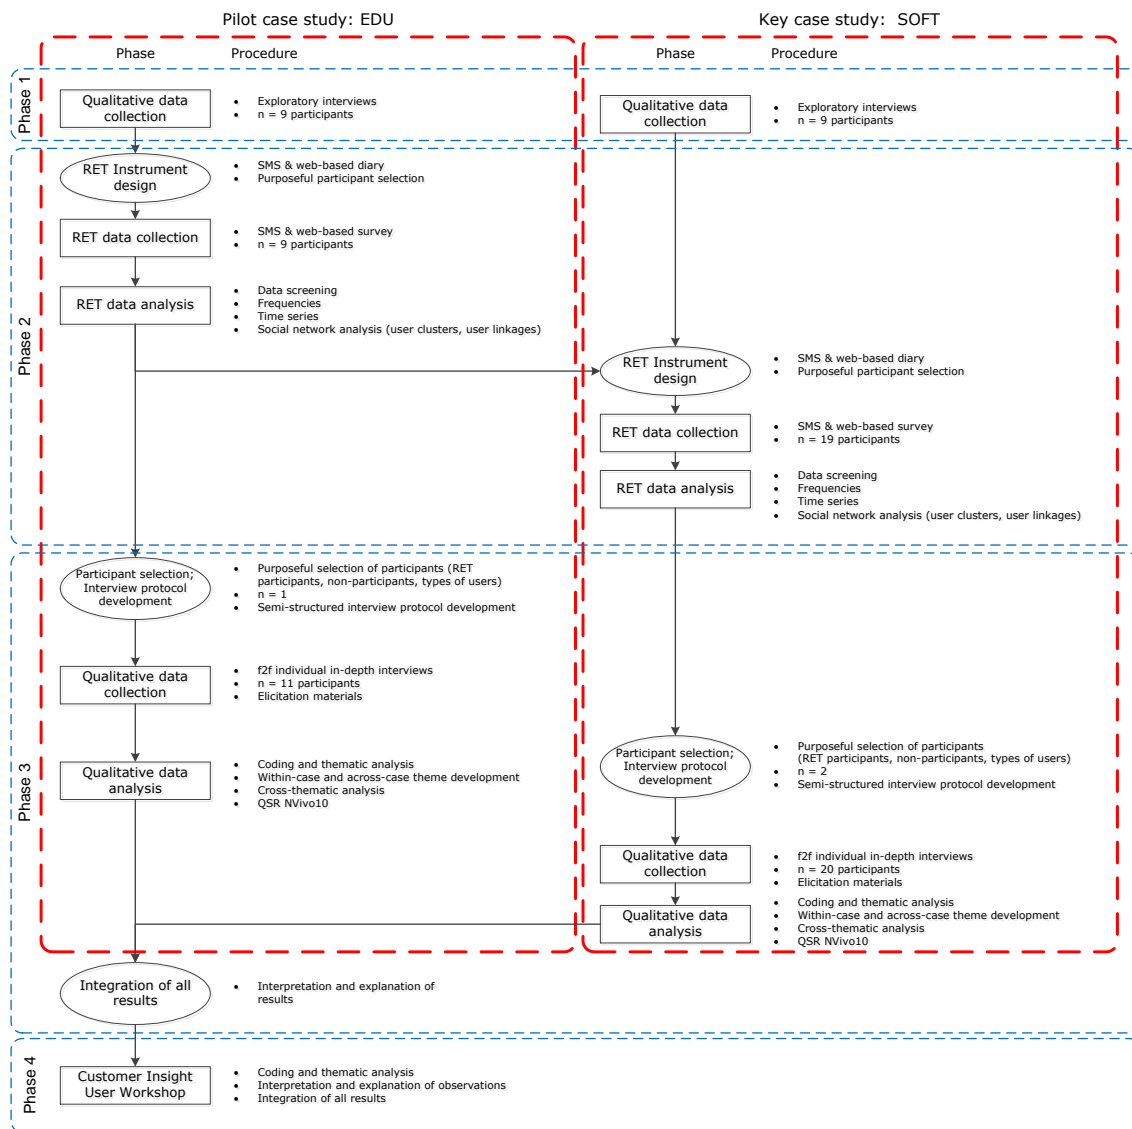 Pilot case study: EDU
Key case study:  SOFT
Phase
Procedure
Phase
Procedure
Phase 1
Qualitative data
collection
• Exploratory interviews
• n = 9 participants
Qualitative data
collection
• Exploratory interviews
• n = 9 participants
Phase 2
RET Instrument
design
• SMS & web-based diary
• Purposeful participant selection
RET data collection
• SMS & web-based survey
• n = 9 participants
RET data analysis
• Data screening
• Frequencies
• Time series
• Social network analysis (user clusters, user linkages)
RET Instrument
design
• SMS & web-based diary
• Purposeful participant selection
RET data collection
• SMS & web-based survey
• n = 19 participants
RET data analysis
• Data screening
• Frequencies
• Time series
• Social network analysis (user clusters, user linkages)
Phase 3
Participant selection;
Interview protocol
development
• Purposeful selection of participants (RET
participants, non-participants, types of users)
• n = 1
• Semi-structured interview protocol development
Qualitative data
collection
• f2f individual in-depth interviews
• n = 11 participants
• Elicitation materials
Qualitative data
analysis
• Coding and thematic analysis
• Within-case and across-case theme development
• Cross-thematic analysis
• QSR NVivo10
Participant selection;
Interview protocol
development
• Purposeful selection of participants
(RET participants, non-participants, types of users)
• n = 2
• Semi-structured interview protocol development
Qualitative data
collection
• f2f individual in-depth interviews
• n = 20 participants
• Elicitation materials
Qualitative data
analysis
• Coding and thematic analysis
• Within-case and across-case theme development
• Cross-thematic analysis
• QSR NVivo10
Integration of all
results
• Interpretation and explanation of
results
Phase 4
Customer Insight
User Workshop
• Coding and thematic analysis
• Interpretation and explanation of observations
• Integration of all results